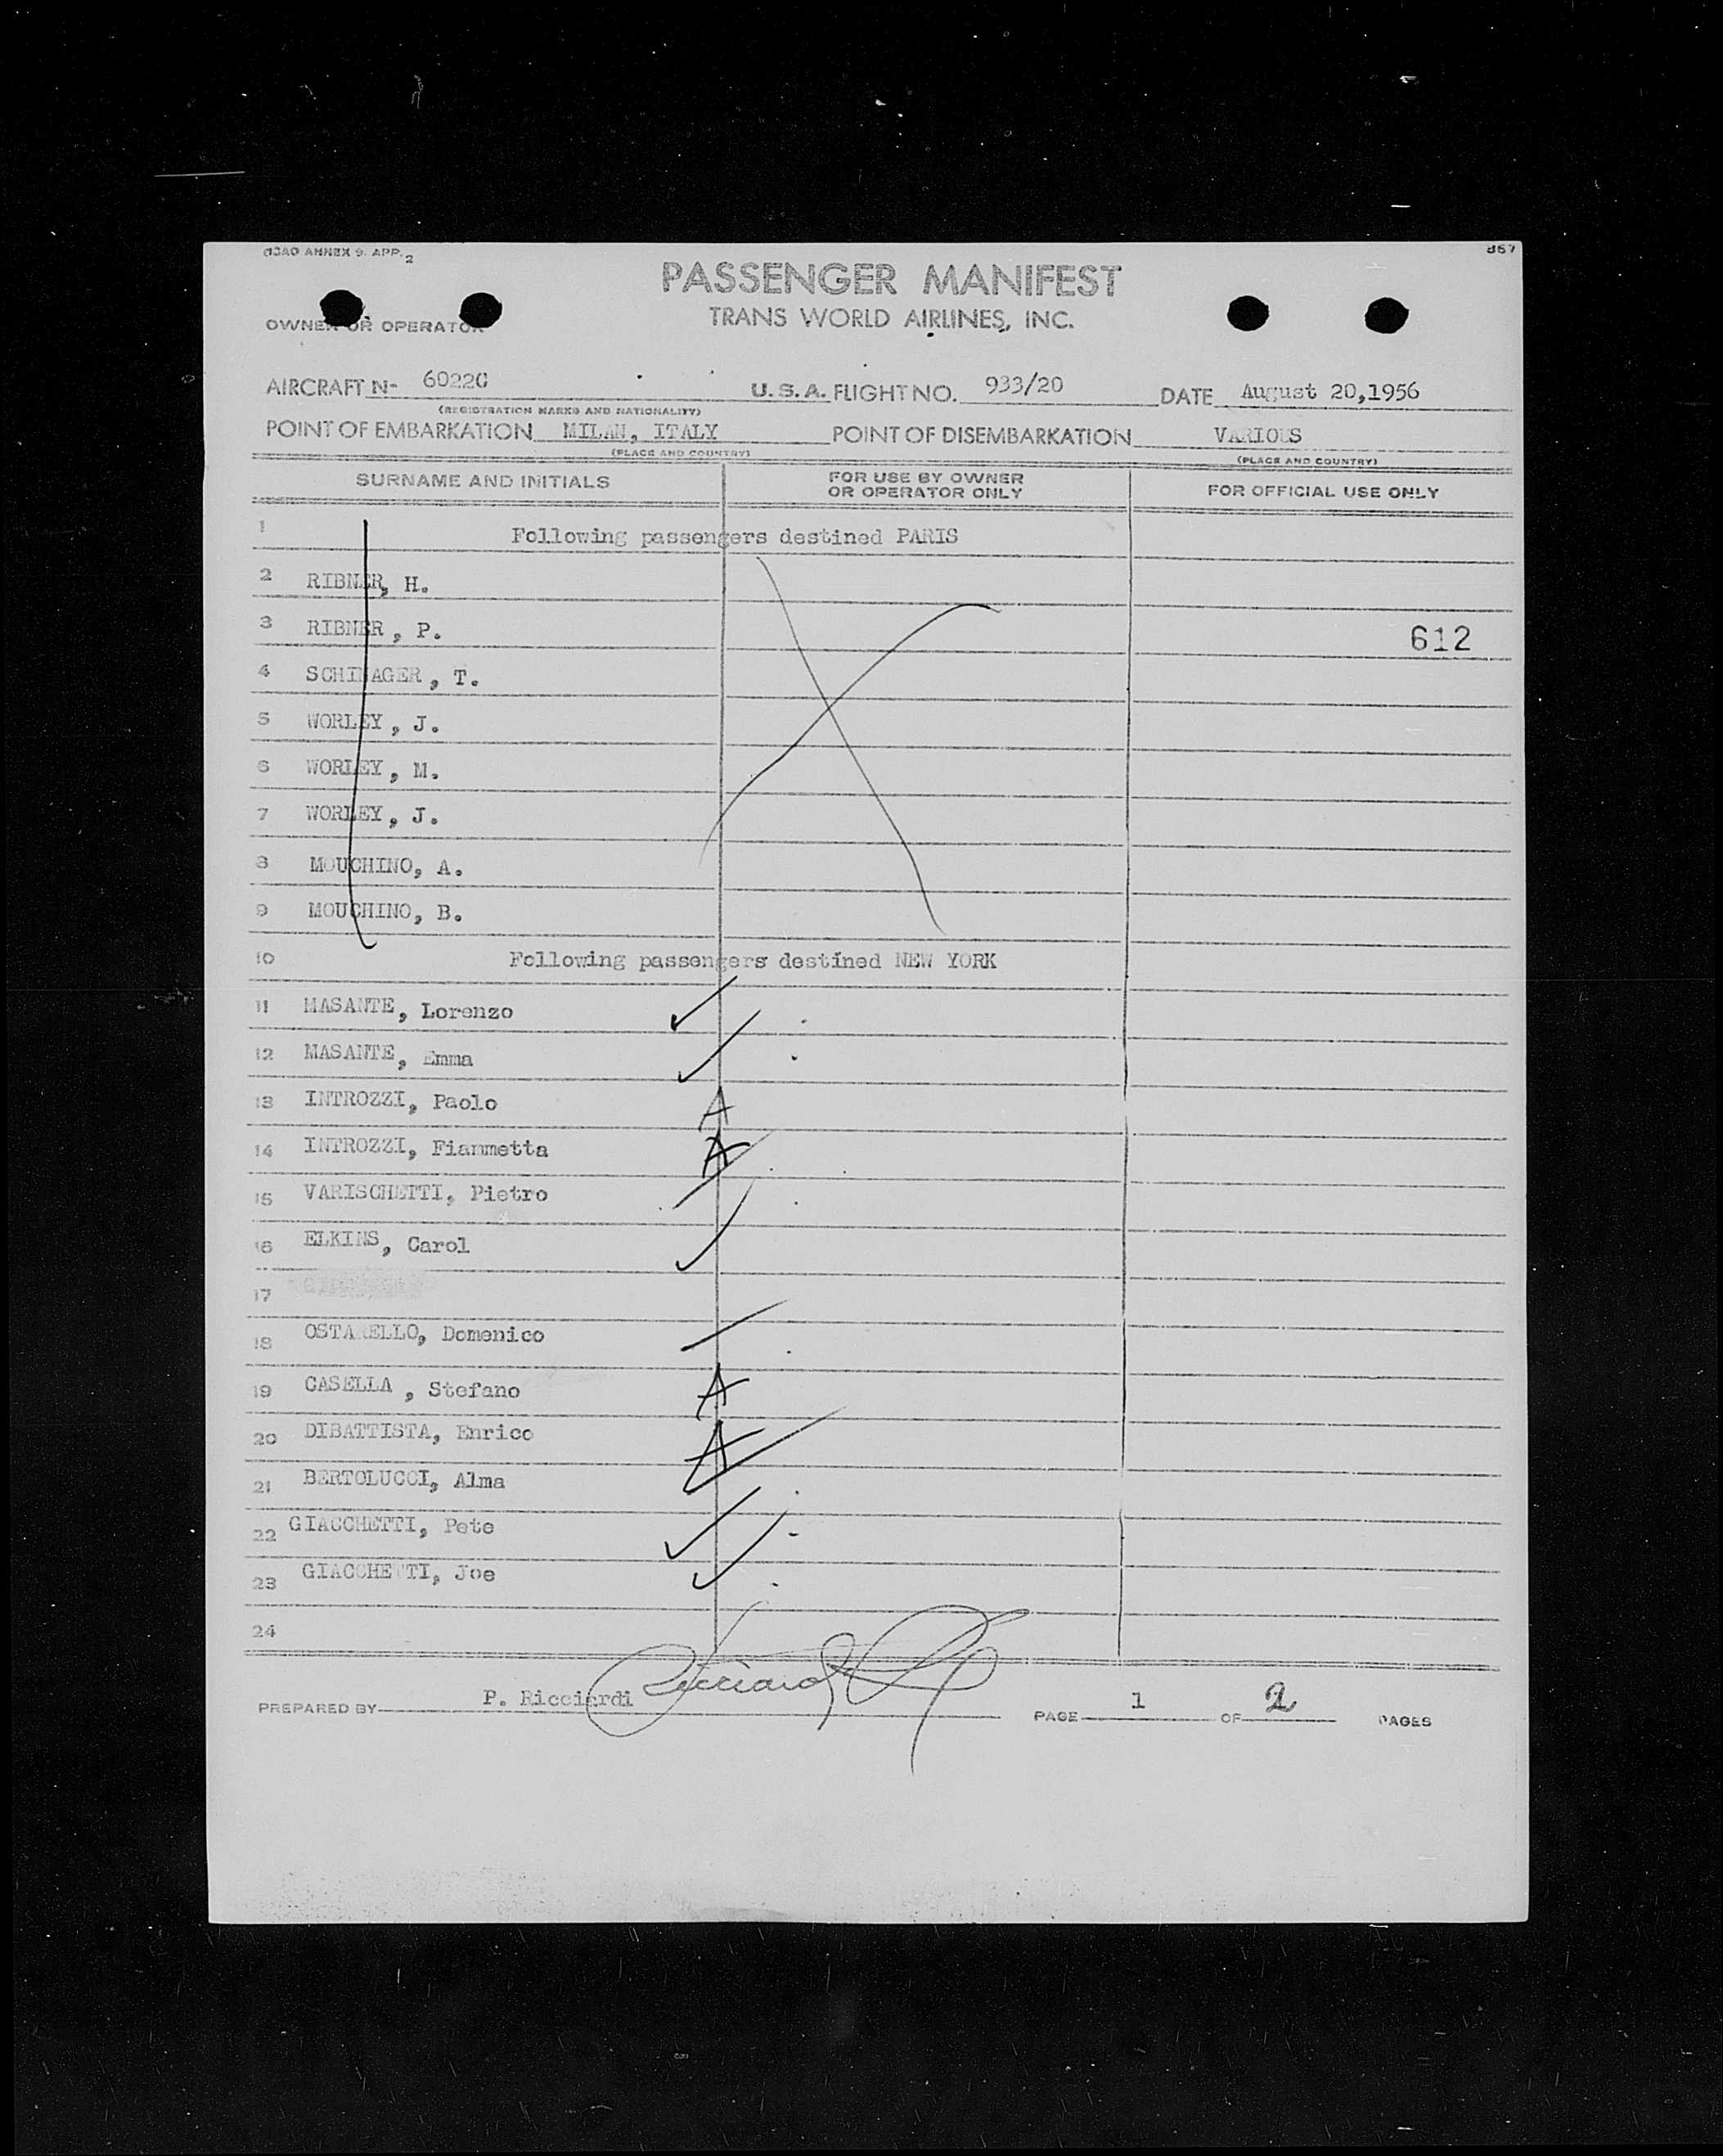 ICAO ANNEX 9. APP. 2
867
PASSENGER MANIFEST
OWNER OR OPERATOR TRANS WORLD AIRLINES, INC.
AIRCRAFT N- 6022C U.S.A. FLIGHT NO. 933/20 DATE August 20,1956
(REGISTRATION MARKS AND NATIONALITY)
POINT OF EMBARKATION MILAN, ITALY POINT OF DISEMBARKATION VARIOUS
(PLACE AND COUNTRY) (PLACE AND COUNTRY)
SURNAME AND INITIALS FOR USE BY OWNER OR OPERATOR ONLY FOR OFFICIAL USE ONLY
1 Following passengers destined PARIS
2 RIBNER, H.
3 RIBNER , P. 612
4 SCHINAGER , T.
5 WORLEY , J.
6 WORLEY , M.
7 WORLEY , J.
8 MOUCHINO, A.
9 MOUCHINO, B.
10 Following passengers destined NEW YORK
11 MASANTE, Lorenzo
12 MASANTE, Emma
13 INTROZZI, Paolo A
14 INTROZZI, Fiammetta A
15 VARISCHETTI, Pietro
16 ELKINS, Carol
17
18 OSTARELLO, Domenico
19 CASELLA , Stefano A
20 DIBATTISTA, Enrico A
21 BERTOLUCCI, Alma
22 GIACCHETTI, Pete
23 GIACCHETTI, Joe
24
PREPARED BY P. Ricciardi PAGE 1 OF 2 PAGES